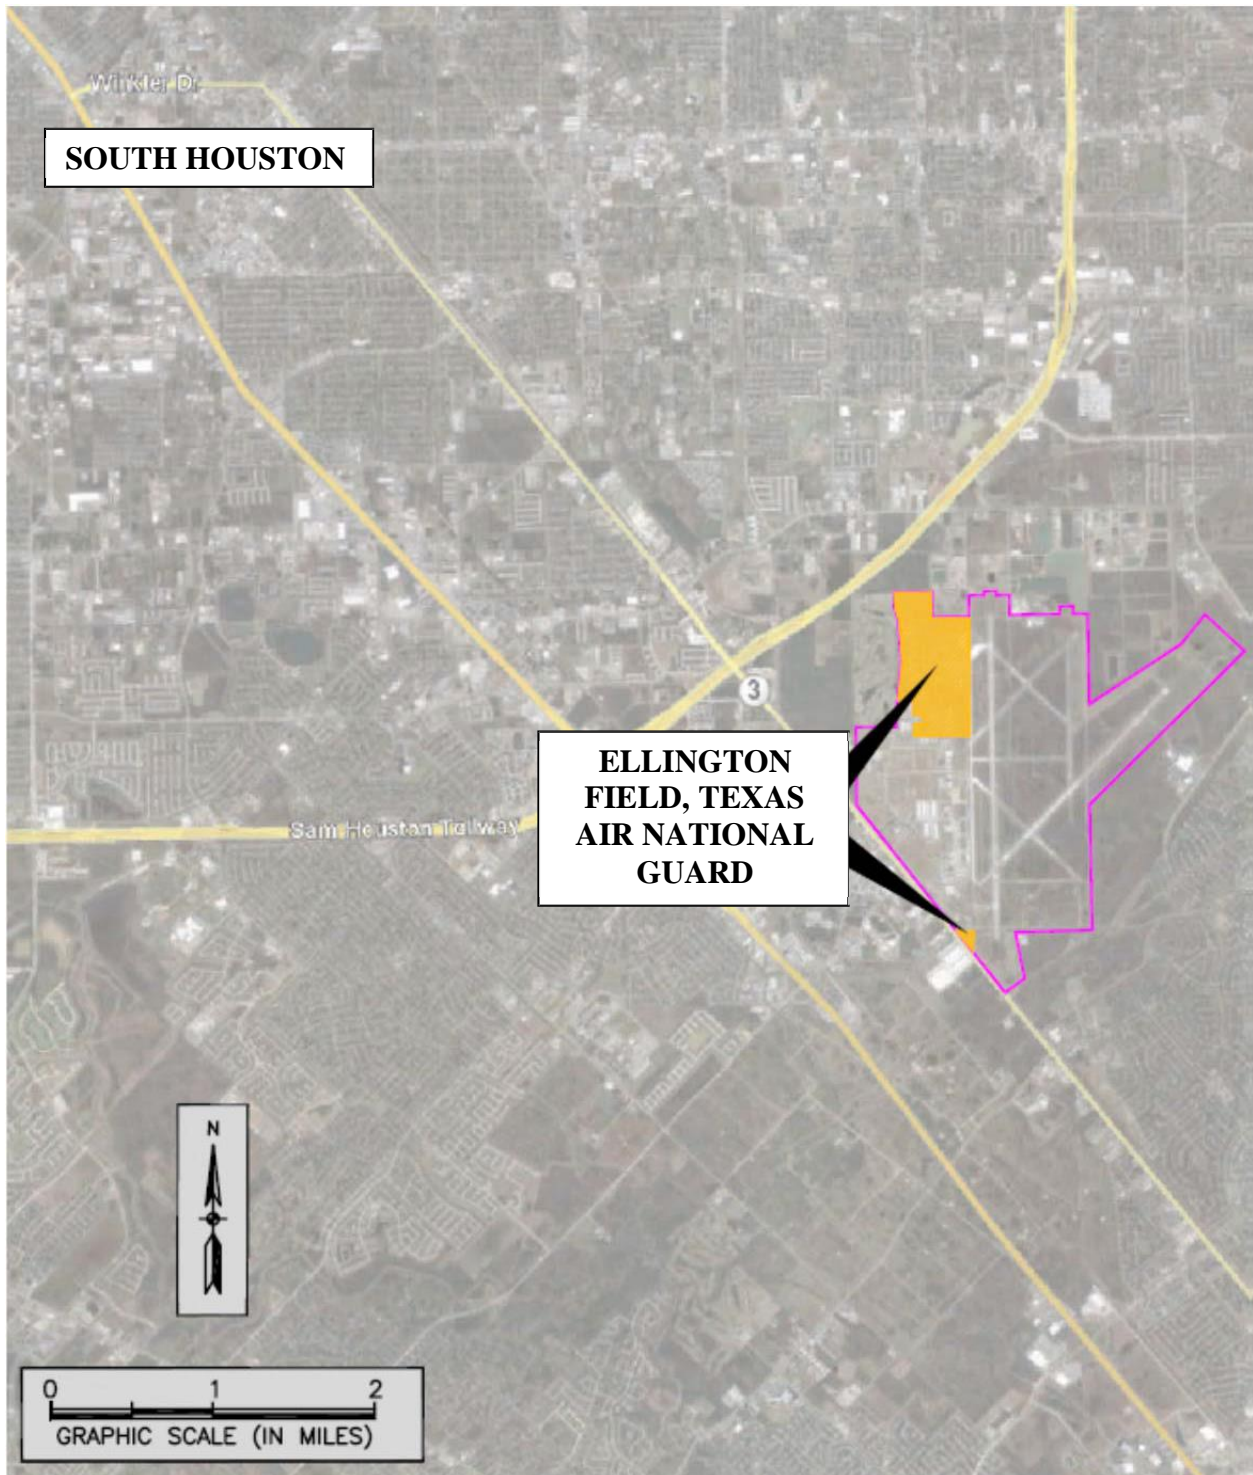 Winkler Dr
SOUTH HOUSTON
3
ELLINGTON
FIELD, TEXAS
AIR NATIONAL
GUARD
Sam Houston Tollway
N
0 1 2
GRAPHIC SCALE (IN MILES)